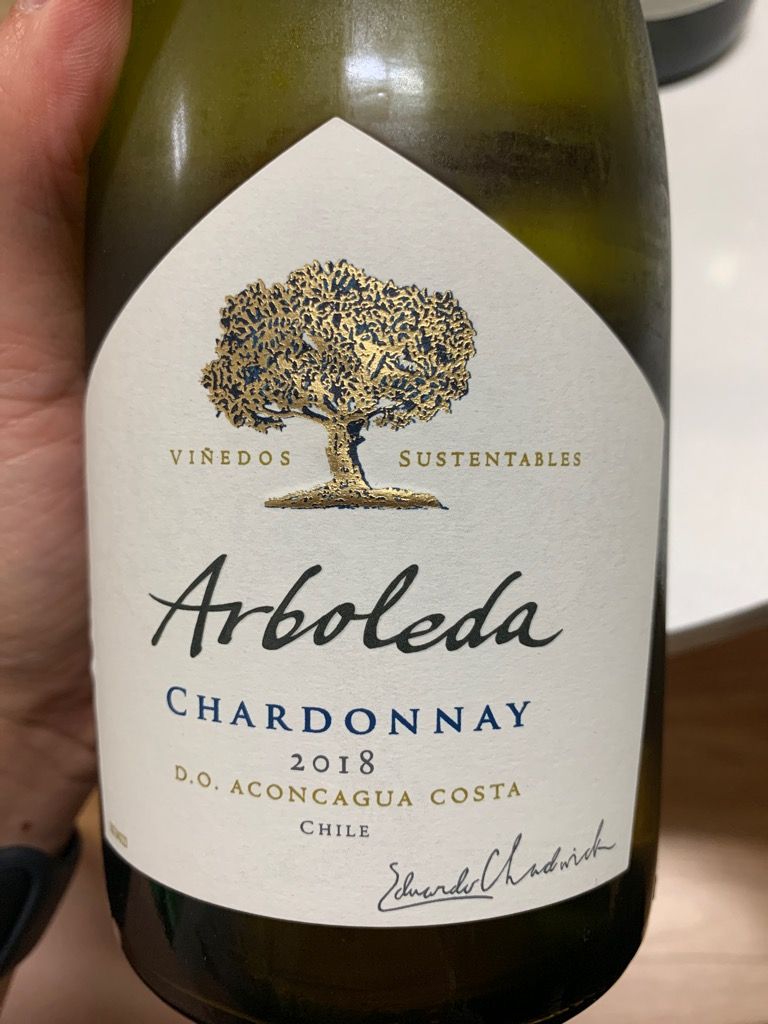 VIÑEDOS SUSTENTABLES
Arboleda
CHARDONNAY
2018
D.O. ACONCAGUA COSTA
CHILE
Eduardo Chadwick